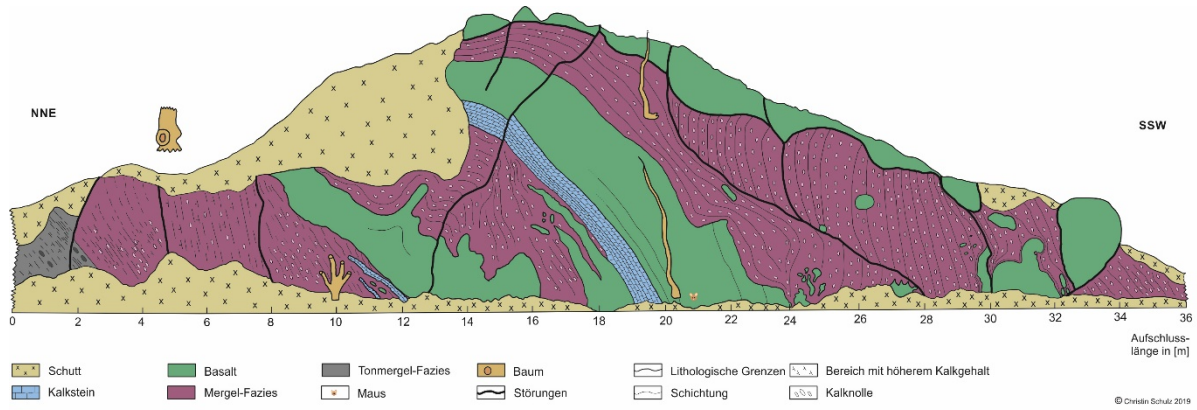 NNE
SSW
0 2 4 6 8 10 12 14 16 18 20 22 24 26 28 30 32 34 36
Aufschluss-
länge in [m]
Schutt Basalt Tonmergel-Fazies Baum Lithologische Grenzen Bereich mit höherem Kalkgehalt
Kalkstein Mergel-Fazies Maus Störungen Schichtung Kalknolle
© Christin Schulz 2019